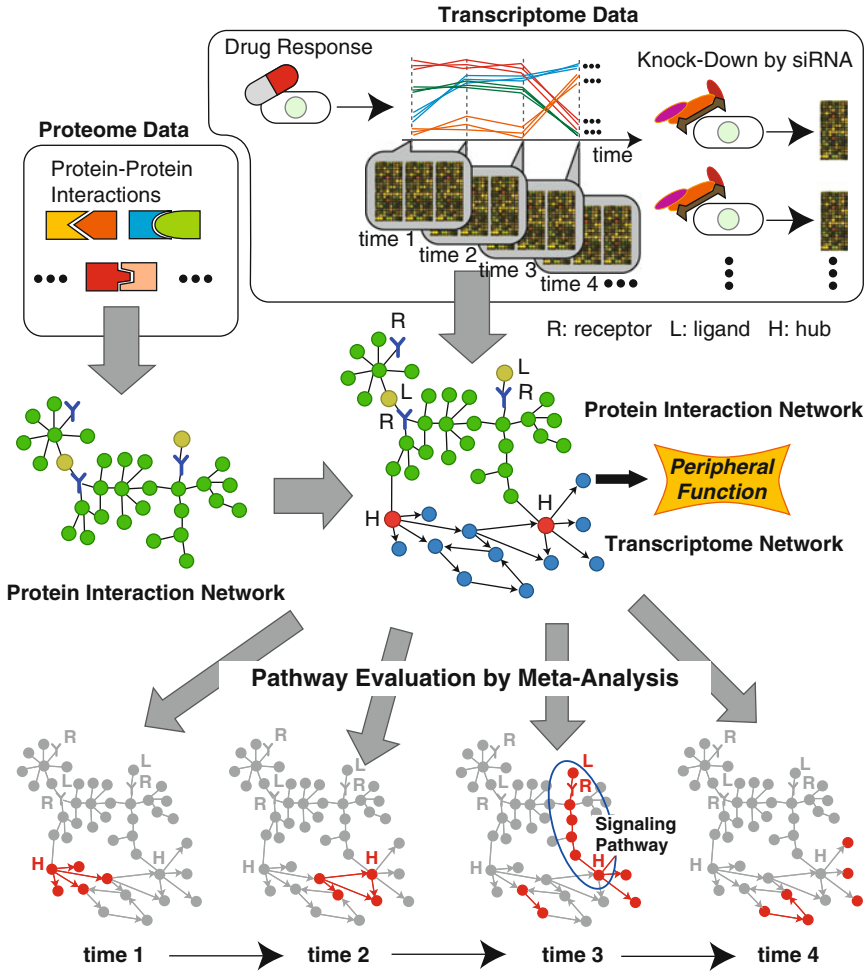 Transcriptome Data
Drug Response
Knock-Down by siRNA
time
time 1
time 2
time 3
time 4
Proteome Data
Protein-Protein
Interactions
R: receptor L: ligand H: hub
R
L
R
L
R
H
H
Protein Interaction Network
Peripheral
Function
Transcriptome Network
Protein Interaction Network
Pathway Evaluation by Meta-Analysis
R
L
L
R
R
H
H
R
L
L
R
R
H
H
R
L
L
R
R
Signaling
Pathway
H
H
R
L
L
R
R
H
H
time 1
time 2
time 3
time 4